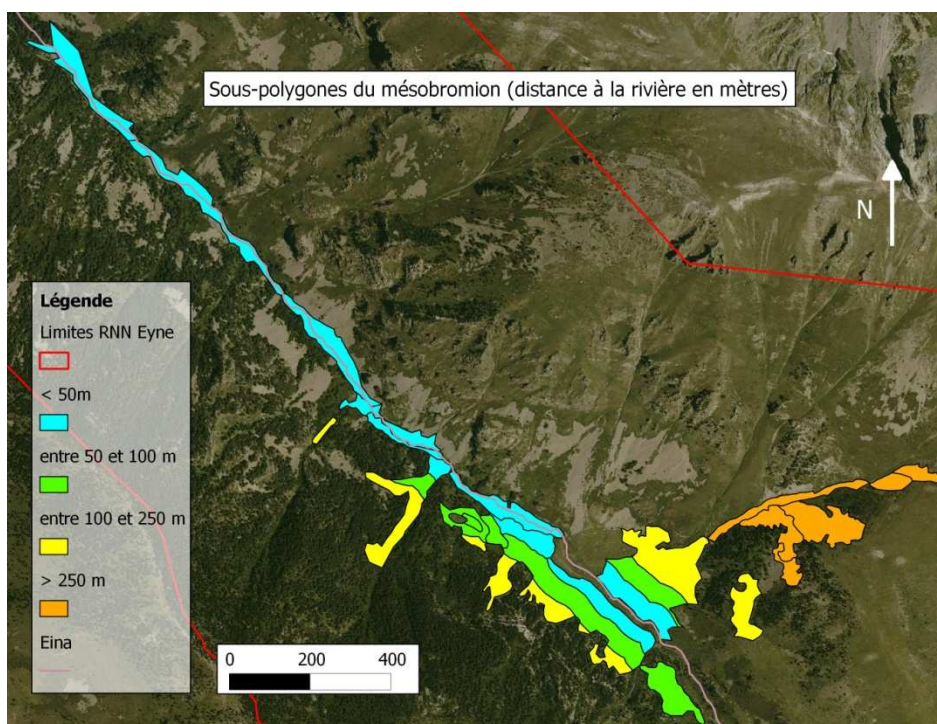 Sous-polygones du mésobromion (distance à la rivière en mètres)
N
Légende
Limites RNN Eyne
< 50m
entre 50 et 100 m
entre 100 et 250 m
> 250 m
Eina
0 200 400